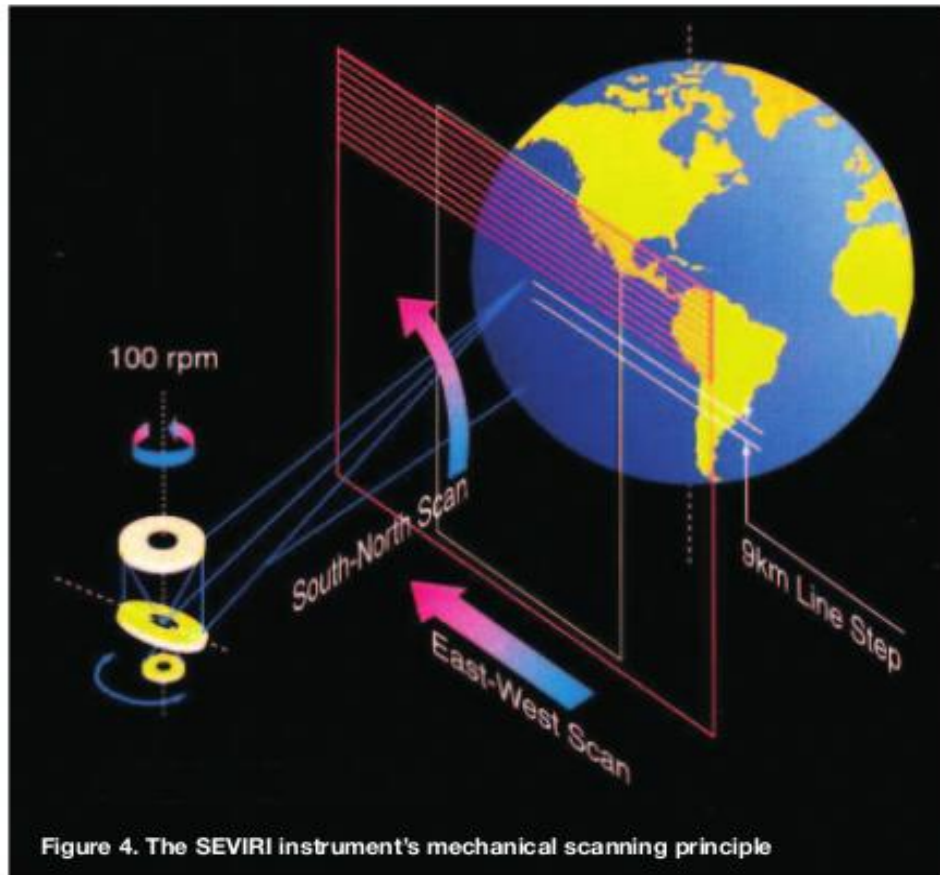 100 rpm
South-North Scan
East-West Scan
9km Line Step
Figure 4. The SEVIRI instrument's mechanical scanning principle